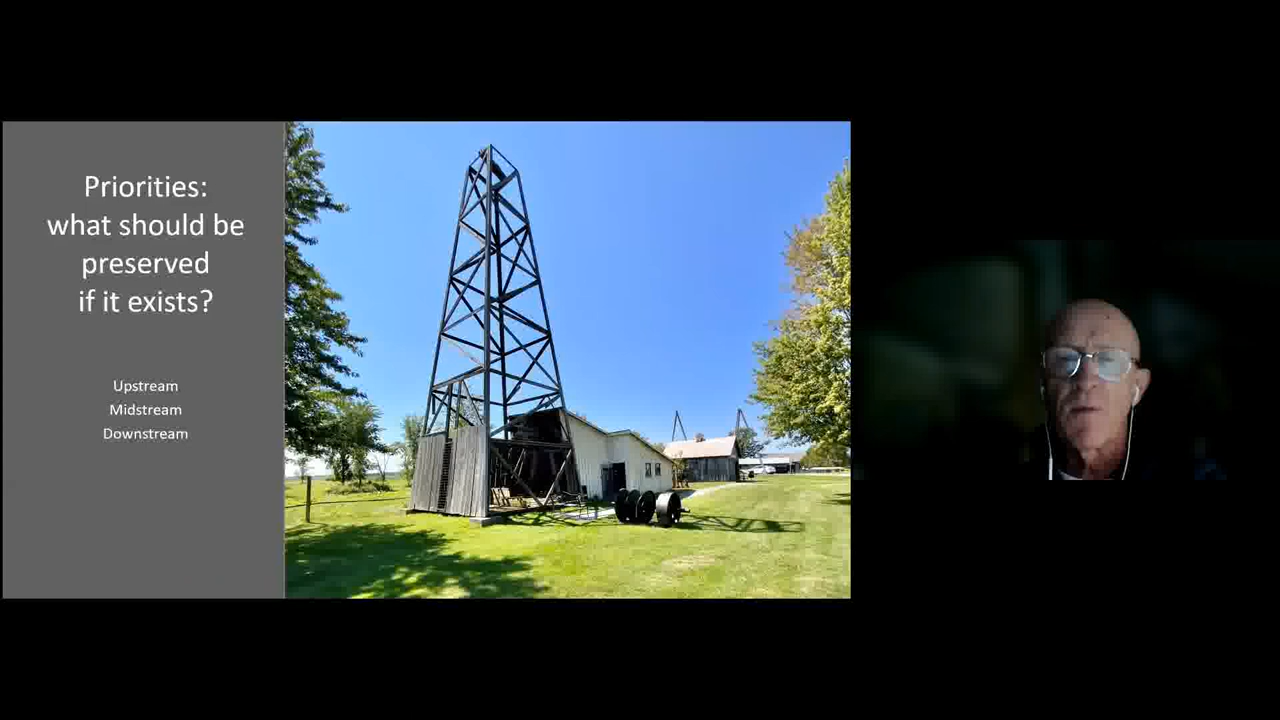 Priorities:
what should be
preserved
if it exists?
Upstream
Midstream
Downstream